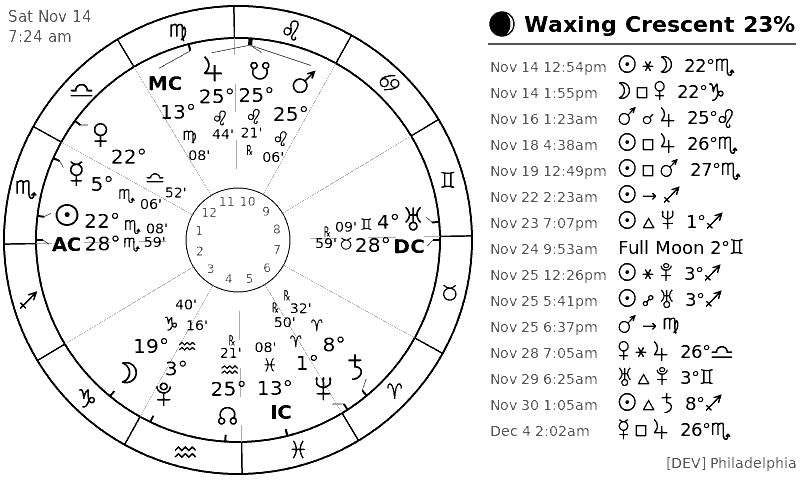 Sat Nov 14
7:24 am
MC
13°
♍
08'
♃
25°
♌
44'
☋
25°
♌
21'
℞
♂
25°
♌
06'
♀
22°
♎
52'
☿
5°
♏
06'
☉ 22° ♏ 08'
AC 28° ♏ 59'
℞ 09' ♊ 4° ♅
59' ♉ 28° DC
12 11 10 9
1 8
2 7
3 4 5 6
☽
19°
♑
40'
♇
3°
♒
16'
☊
25°
♒
21'
℞
IC
13°
♓
08'
♆
1°
♈
50'
℞
♄
8°
♈
32'
℞
♍ ♌ ♋ ♊ ♉ ♈ ♓ ♒ ♑ ♐ ♏ ♎
Waxing Crescent 23%
Nov 14 12:54pm ☉ ⚹ ☽ 22°♏
Nov 14 1:55pm ☽ □ ♀ 22°♑
Nov 16 1:23am ♂ ☌ ♃ 25°♌
Nov 18 4:38am ☉ □ ♃ 26°♏
Nov 19 12:49pm ☉ □ ♂ 27°♏
Nov 22 2:23am ☉ → ♐
Nov 23 7:07pm ☉ △ ♆ 1°♐
Nov 24 9:53am Full Moon 2°♊
Nov 25 12:26pm ☉ ⚹ ♇ 3°♐
Nov 25 5:41pm ☉ ☍ ♅ 3°♐
Nov 25 6:37pm ♂ → ♍
Nov 28 7:05am ♀ ⚹ ♃ 26°♎
Nov 29 6:25am ♅ △ ♇ 3°♊
Nov 30 1:05am ☉ △ ♄ 8°♐
Dec 4 2:02am ☿ □ ♃ 26°♏
[DEV] Philadelphia